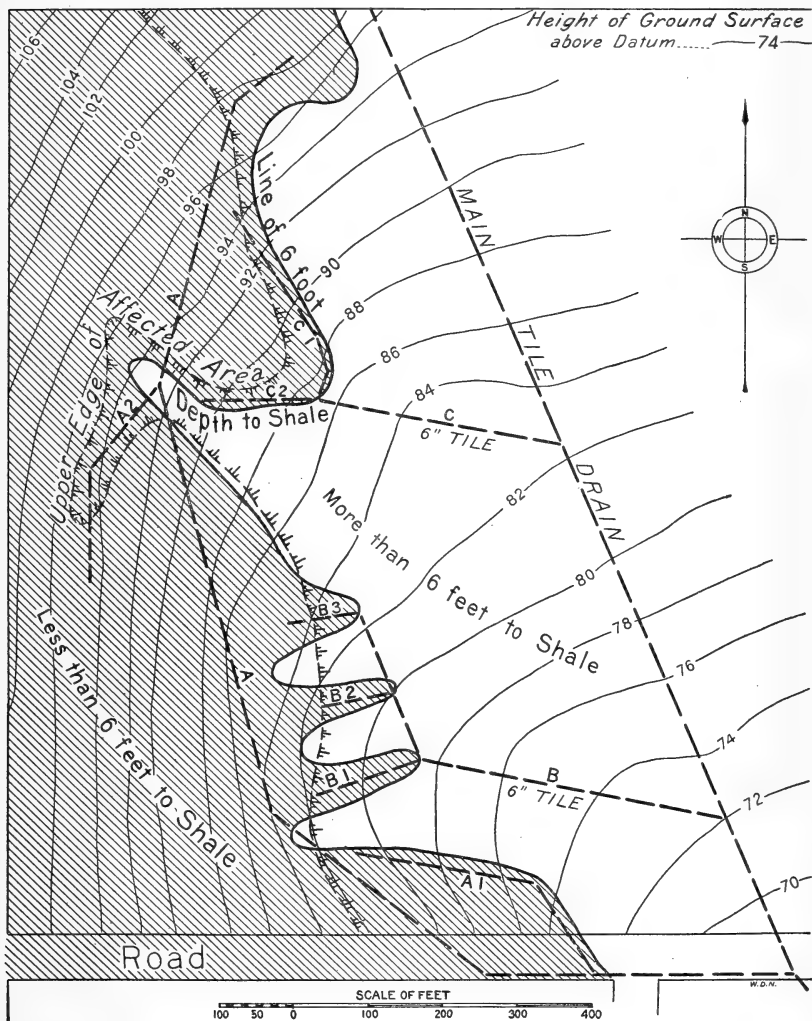 Height of Ground Surface
above Datum...... 74
106
104
102
100
98
96
94
92
90
88
86
84
82
80
78
76
74
72
70
N
W E
S
MAIN TILE DRAIN
Line of 6 foot
Depth to Shale
Upper Edge of Affected Area
A
C1
C2
A2
C
6" TILE
More than 6 feet to Shale
B3
A
B2
B1
B
6" TILE
Less than 6 feet to Shale
A1
Road
W.D.N.
SCALE OF FEET
100 50 0 100 200 300 400